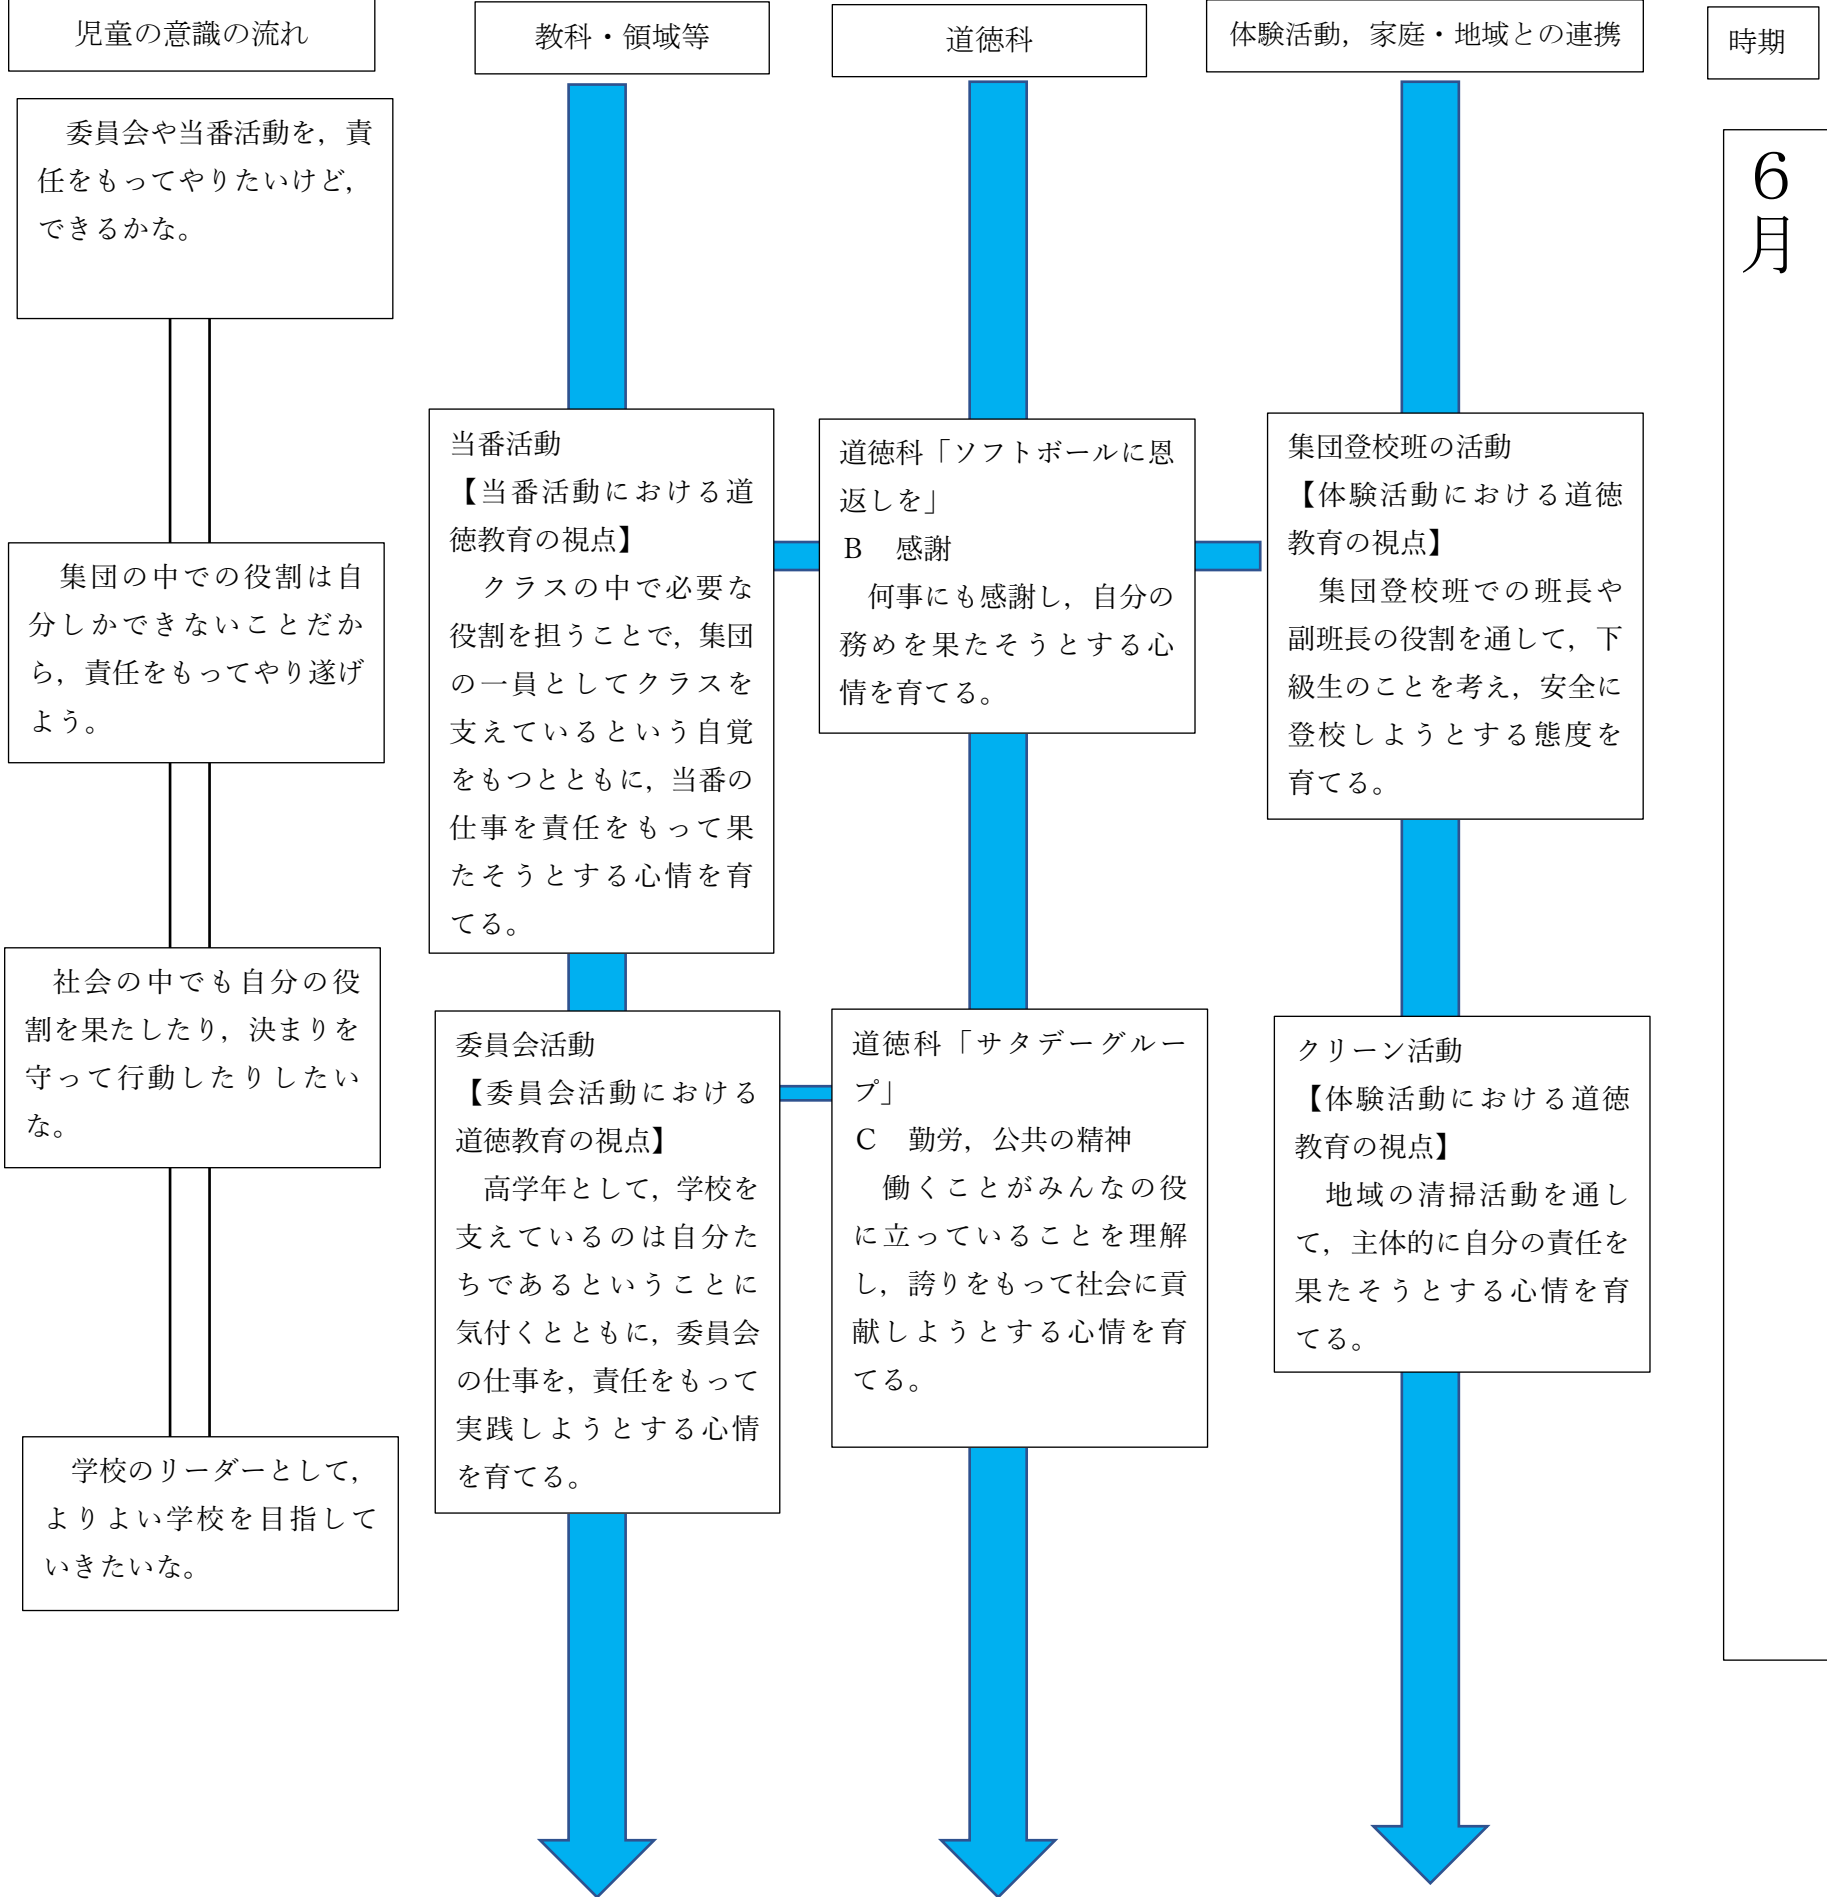 児童の意識の流れ
教科・領域等
道徳科
体験活動，家庭・地域との連携
時期
6月
　委員会や当番活動を，責
任をもってやりたいけど，
できるかな。
　集団の中での役割は自
分しかできないことだか
ら，責任をもってやり遂げ
よう。
　社会の中でも自分の役
割を果たしたり，決まりを
守って行動したりしたい
な。
　学校のリーダーとして，
よりよい学校を目指して
いきたいな。
当番活動
【当番活動における道
徳教育の視点】
　クラスの中で必要な
役割を担うことで，集団
の一員としてクラスを
支えているという自覚
をもつとともに，当番の
仕事を責任をもって果
たそうとする心情を育
てる。
委員会活動
【委員会活動における
道徳教育の視点】
　高学年として，学校を
支えているのは自分た
ちであるということに
気付くとともに，委員会
の仕事を，責任をもって
実践しようとする心情
を育てる。
道徳科「ソフトボールに恩
返しを」
Ｂ　感謝
　何事にも感謝し，自分の
務めを果たそうとする心
情を育てる。
道徳科「サタデーグルー
プ」
Ｃ　勤労，公共の精神
　働くことがみんなの役
に立っていることを理解
し，誇りをもって社会に貢
献しようとする心情を育
てる。
集団登校班の活動
【体験活動における道徳
教育の視点】
　集団登校班での班長や
副班長の役割を通して，下
級生のことを考え，安全に
登校しようとする態度を
育てる。
クリーン活動
【体験活動における道徳
教育の視点】
　地域の清掃活動を通し
て，主体的に自分の責任を
果たそうとする心情を育
てる。